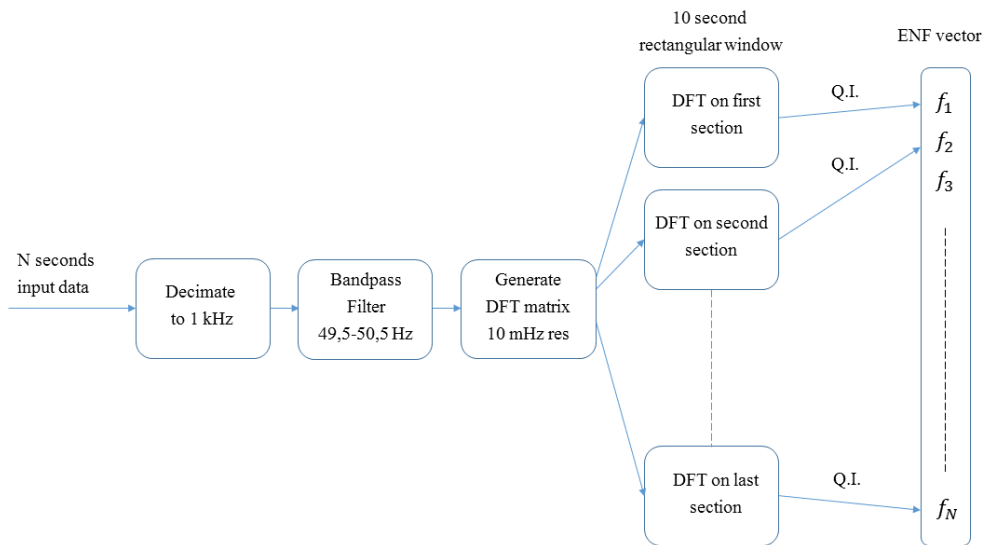 N seconds
input data
Decimate
to 1 kHz
Bandpass
Filter
49,5-50,5 Hz
Generate
DFT matrix
10 mHz res
10 second
rectangular window
DFT on first
section
DFT on second
section
DFT on last
section
Q.I.
Q.I.
Q.I.
ENF vector
f₁
f₂
f₃
f_N